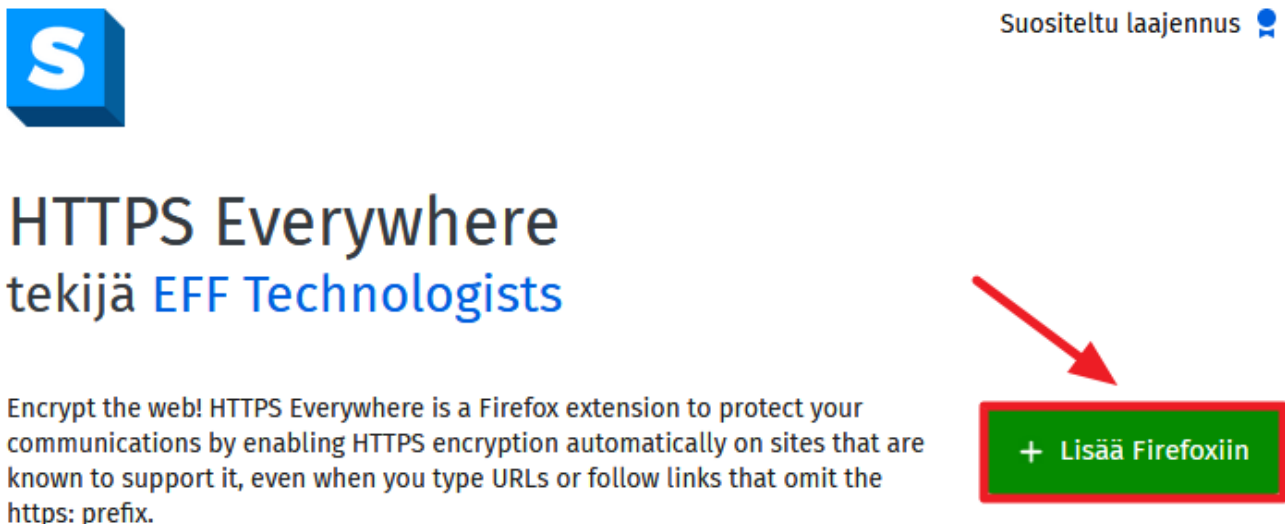 S
Suositeltu laajennus
HTTPS Everywhere
tekijä EFF Technologists
Encrypt the web! HTTPS Everywhere is a Firefox extension to protect your
communications by enabling HTTPS encryption automatically on sites that are
known to support it, even when you type URLs or follow links that omit the
https: prefix.
+ Lisää Firefoxiin